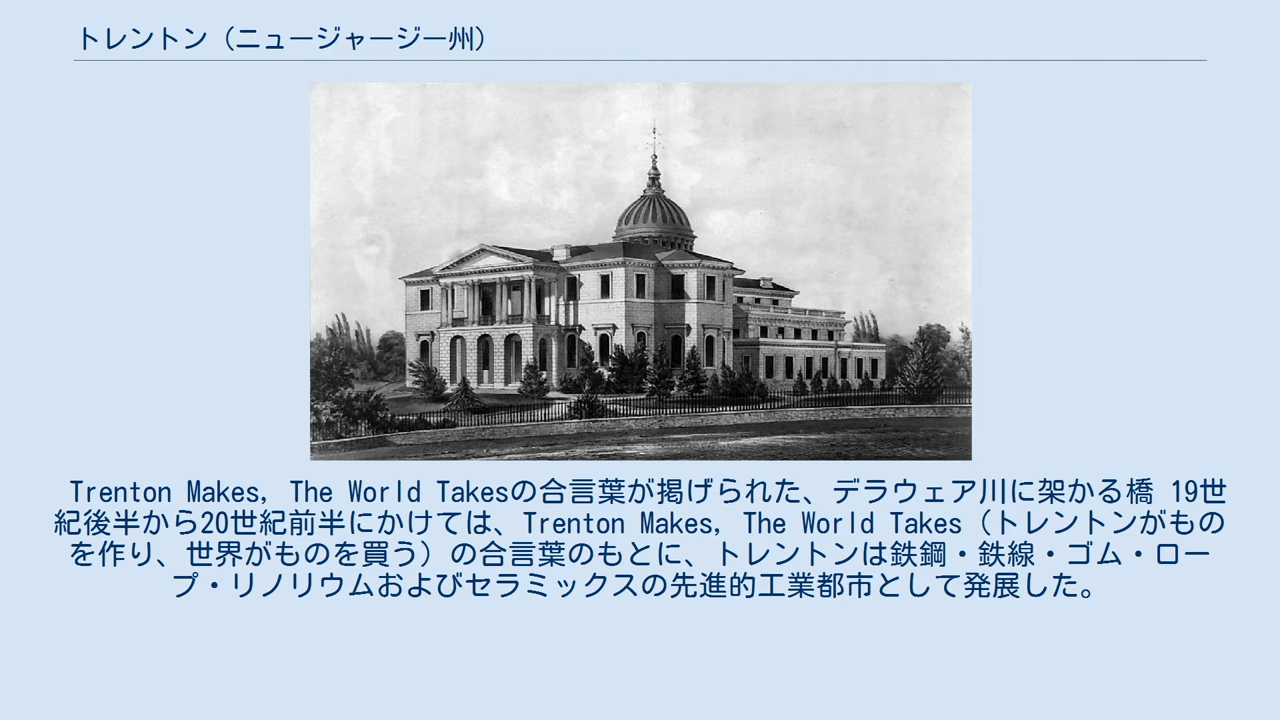 トレントン（ニュージャージー州）
Trenton Makes, The World Takesの合言葉が掲げられた、デラウェア川に架かる橋 19世
紀後半から20世紀前半にかけては、Trenton Makes, The World Takes（トレントンがもの
を作り、世界がものを買う）の合言葉のもとに、トレントンは鉄鋼・鉄線・ゴム・ロー
プ・リノリウムおよびセラミックスの先進的工業都市として発展した。